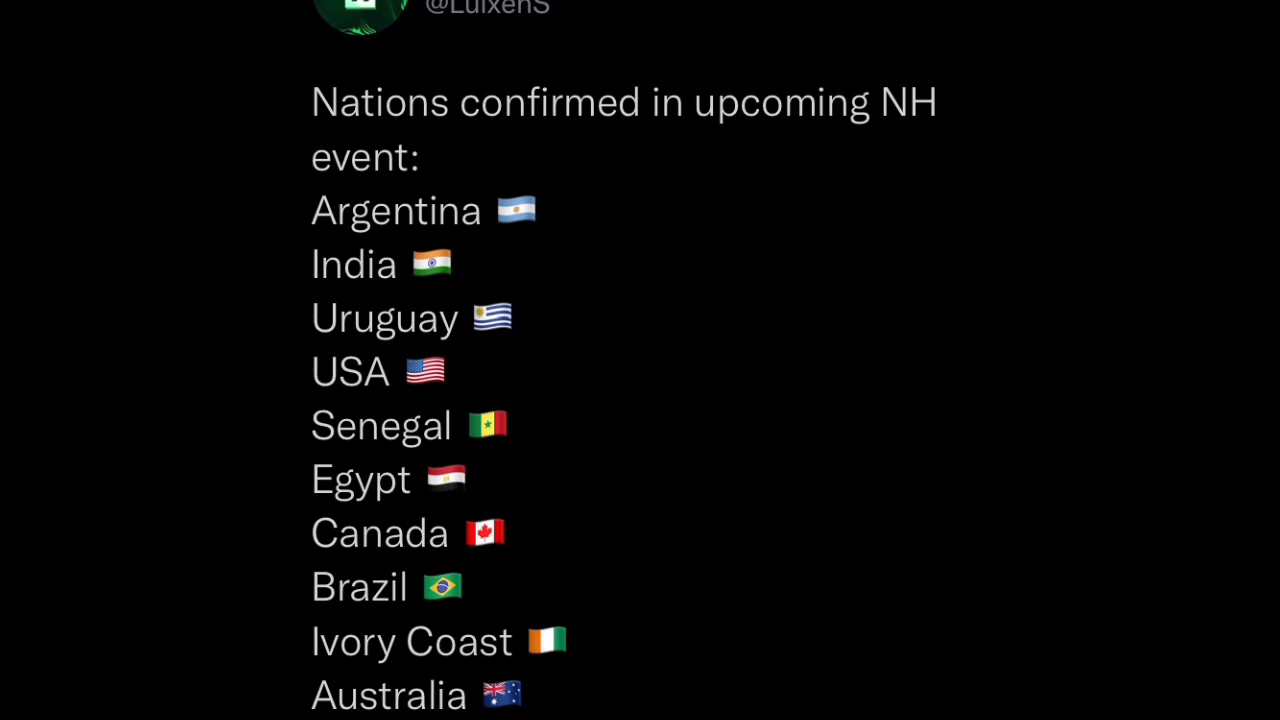 @LuixenS
Nations confirmed in upcoming NH
event:
Argentina 🇦🇷
India 🇮🇳
Uruguay 🇺🇾
USA 🇺🇸
Senegal 🇸🇳
Egypt 🇪🇬
Canada 🇨🇦
Brazil 🇧🇷
Ivory Coast 🇨🇮
Australia 🇦🇺